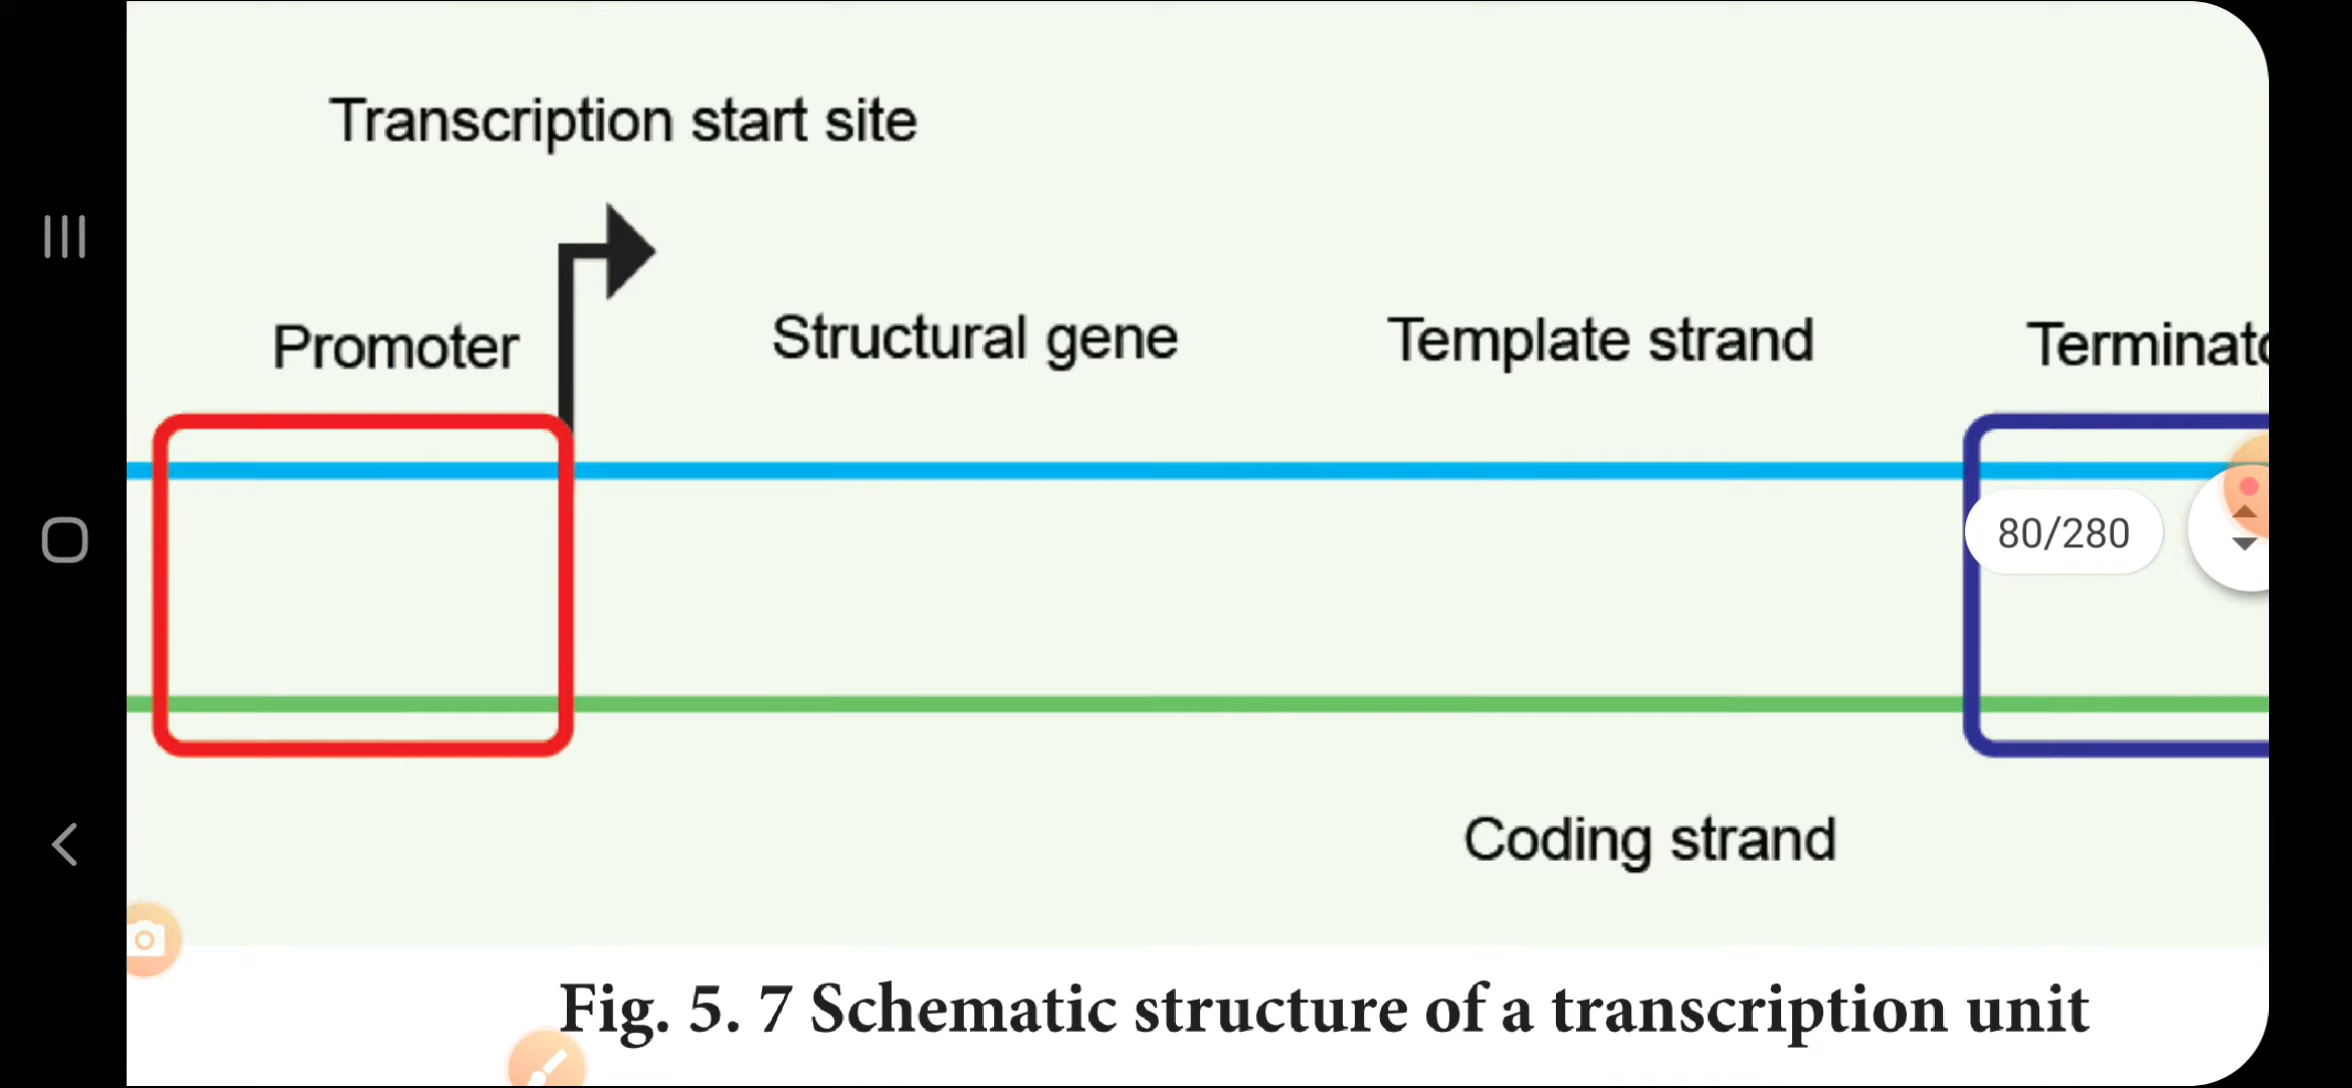 Transcription start site
Promoter Structural gene Template strand Terminato
80/280
Coding strand
Fig. 5. 7 Schematic structure of a transcription unit